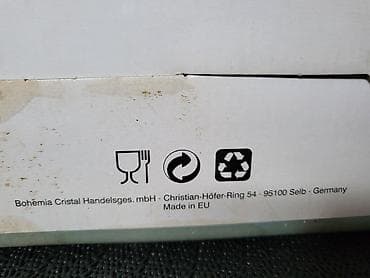 Bohemia Cristal Handelsges. mbH · Christian-Höfer-Ring 54 · 95100 Selb · Germany
Made in EU